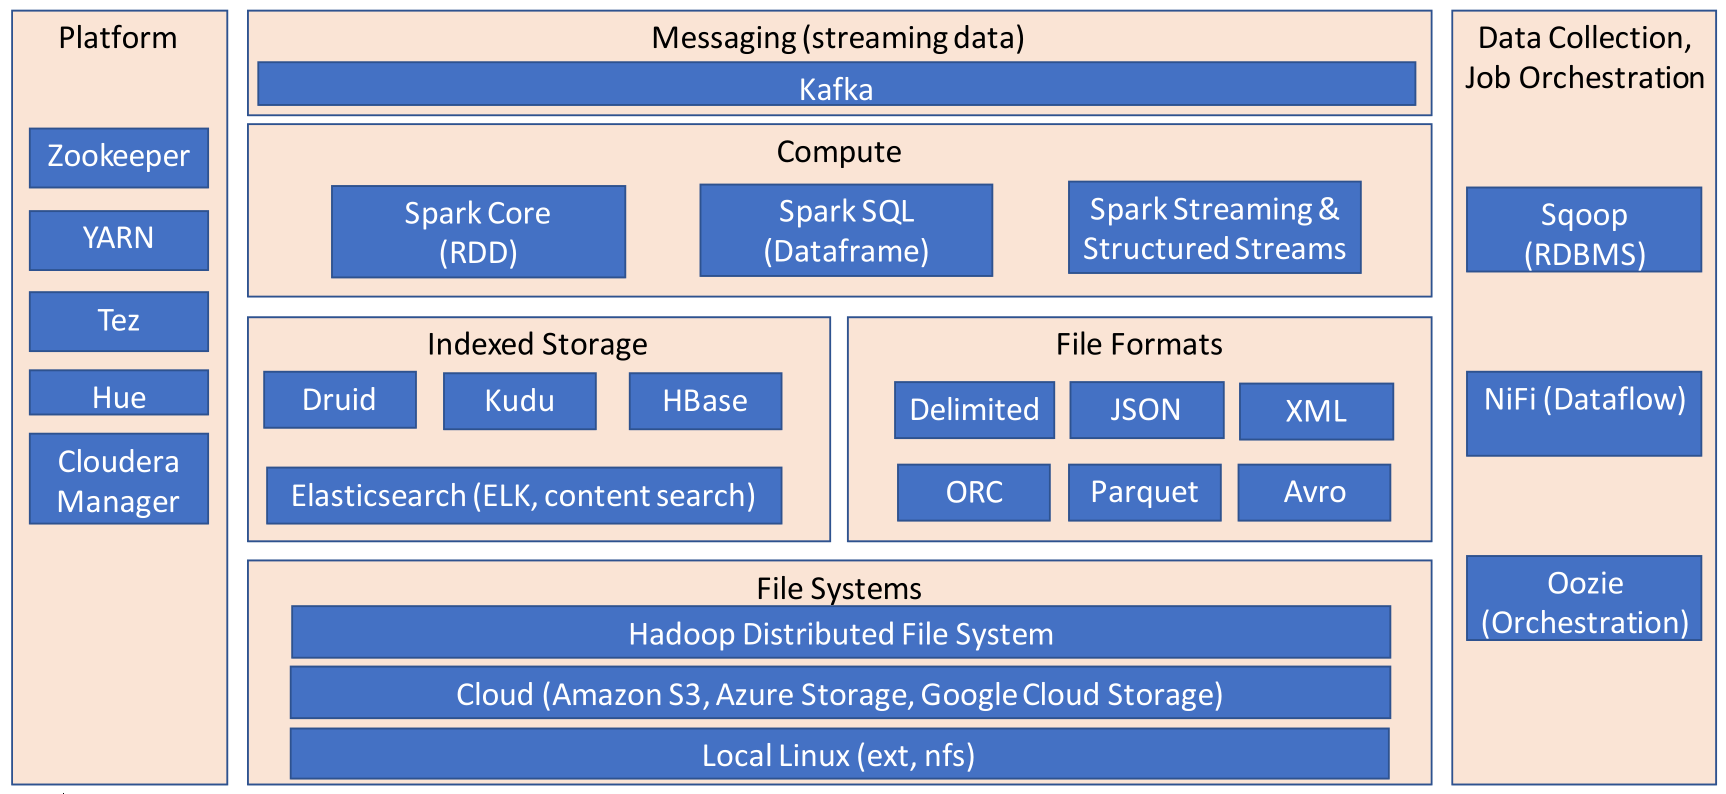 Platform
Zookeeper
YARN
Tez
Hue
Cloudera
Manager
Messaging (streaming data)
Kafka
Compute
Spark Core
(RDD)
Spark SQL
(Dataframe)
Spark Streaming &
Structured Streams
Indexed Storage
Druid
Kudu
HBase
Elasticsearch (ELK, content search)
File Formats
Delimited
JSON
XML
ORC
Parquet
Avro
File Systems
Hadoop Distributed File System
Cloud (Amazon S3, Azure Storage, Google Cloud Storage)
Local Linux (ext, nfs)
Data Collection,
Job Orchestration
Sqoop
(RDBMS)
NiFi (Dataflow)
Oozie
(Orchestration)